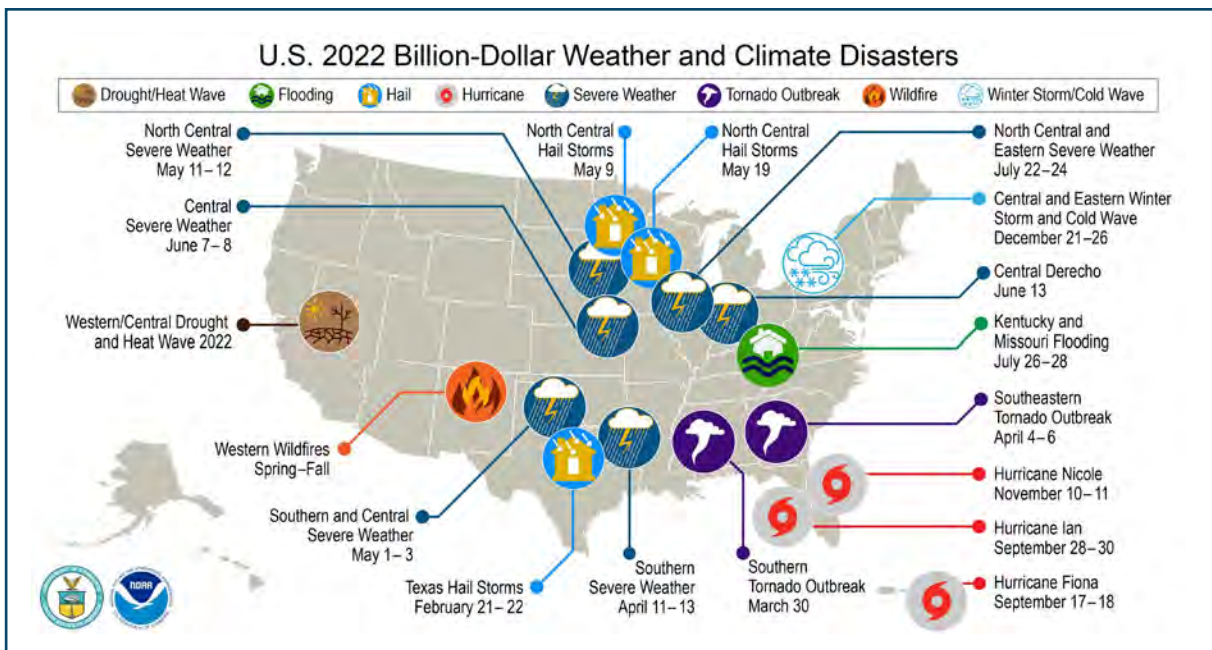 U.S. 2022 Billion-Dollar Weather and Climate Disasters
Drought/Heat Wave Flooding Hail Hurricane Severe Weather Tornado Outbreak Wildfire Winter Storm/Cold Wave
North Central
Severe Weather
May 11–12
North Central
Hail Storms
May 9
North Central
Hail Storms
May 19
North Central and
Eastern Severe Weather
July 22–24
Central
Severe Weather
June 7–8
Central and Eastern Winter
Storm and Cold Wave
December 21–26
Central Derecho
June 13
Western/Central Drought
and Heat Wave 2022
Kentucky and
Missouri Flooding
July 26–28
Southeastern
Tornado Outbreak
April 4–6
Western Wildfires
Spring–Fall
Hurricane Nicole
November 10–11
Southern and Central
Severe Weather
May 1–3
Hurricane Ian
September 28–30
Texas Hail Storms
February 21–22
Southern
Severe Weather
April 11–13
Southern
Tornado Outbreak
March 30
Hurricane Fiona
September 17–18
NOAA